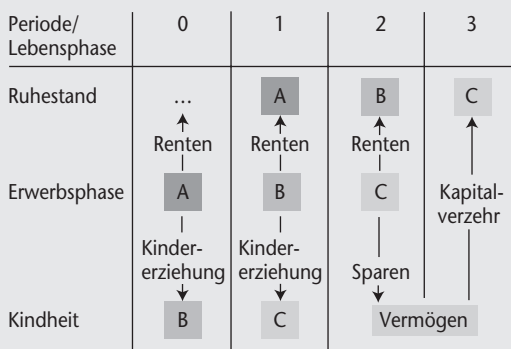 Periode/ 0 1 2 3
Lebensphase
Ruhestand ... A B C
Renten Renten Renten
Erwerbsphase A B C Kapital-
verzehr
Kinder- Kinder-
erziehung erziehung Sparen
Kindheit B C Vermögen